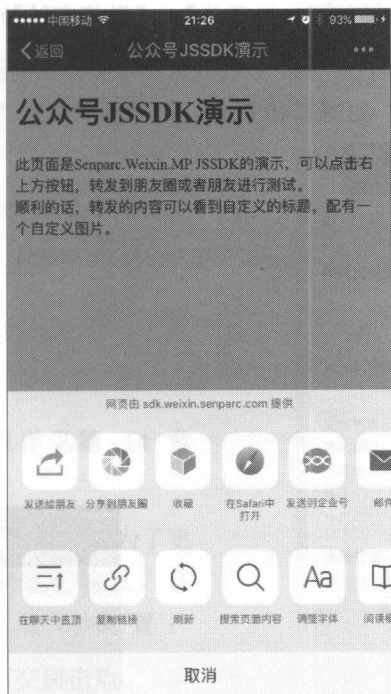 中国移动 21:26 93%
返回 公众号JSSDK演示
公众号JSSDK演示
此页面是Senparc.Weixin.MP JSSDK的演示，可以点击右
上方按钮，转发到朋友圈或者朋友进行测试。
顺利的话，转发的内容可以看到自定义的标题，配有一
个自定义图片。
网页由 sdk.weixin.senparc.com 提供
发送给朋友 分享到朋友圈 收藏 在Safari中 发送到企业号 邮件
打开
Aa
在聊天中置顶 复制链接 刷新 搜索页面内容 调整字体 阅读模
取消